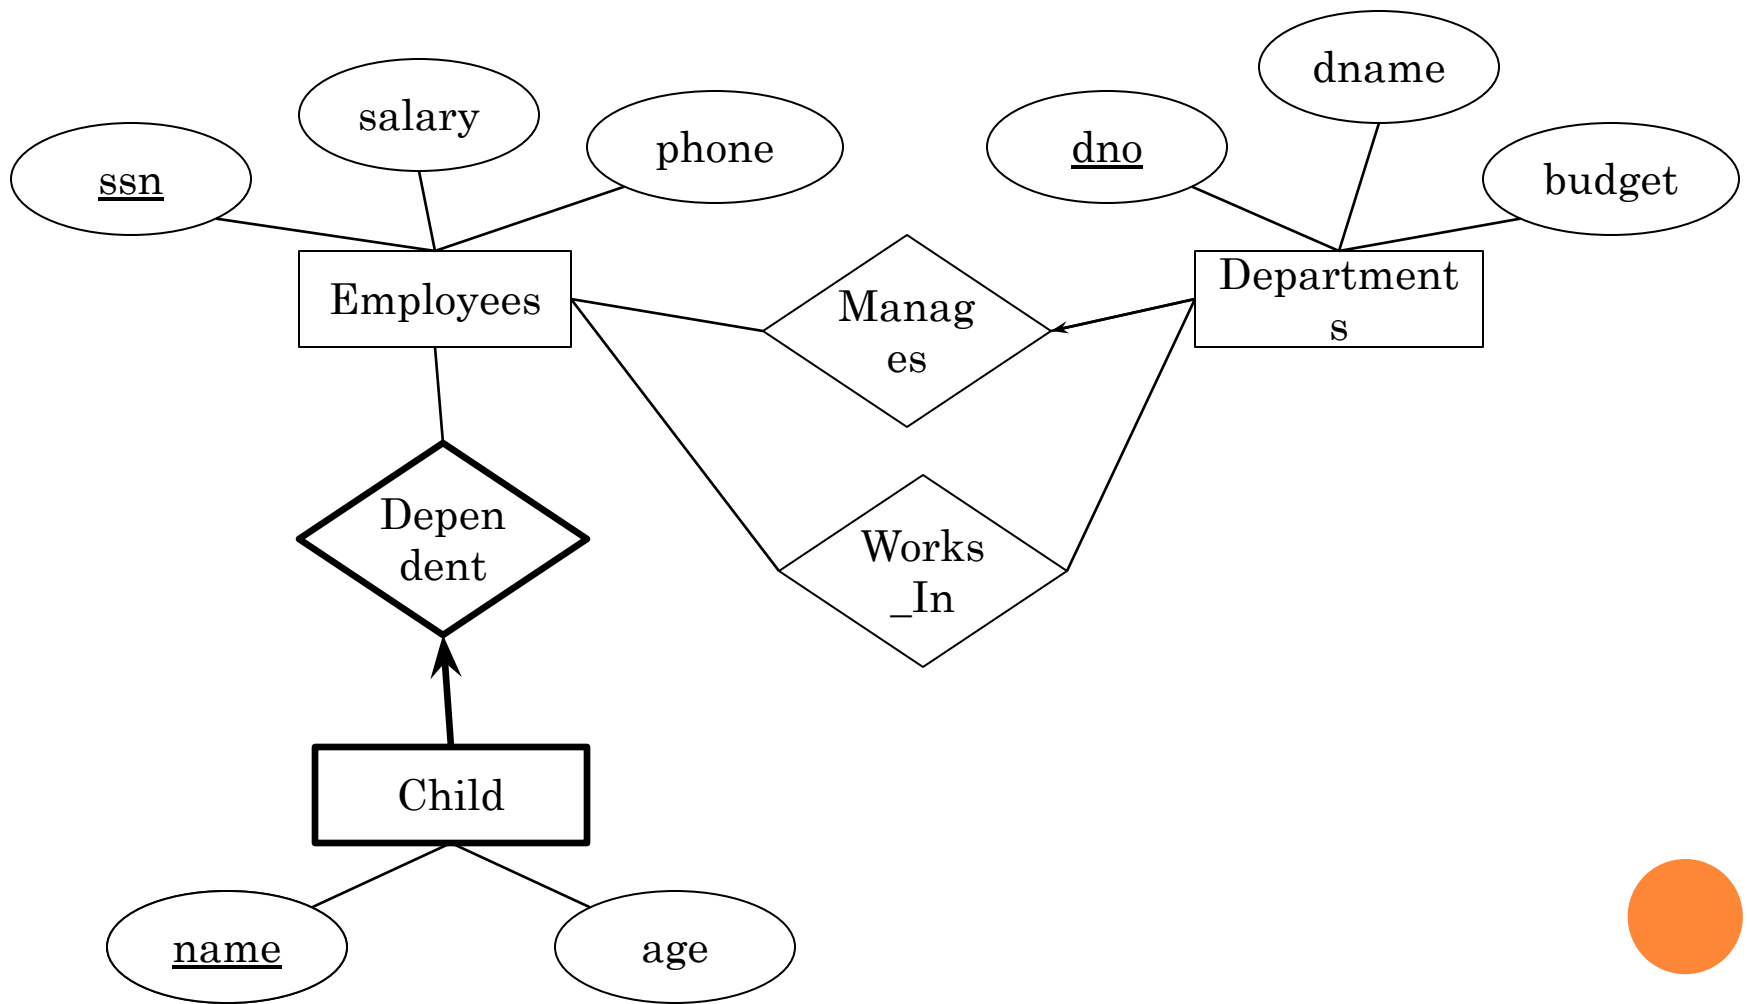 dname
salary
phone
dno
ssn
budget
Employees
Manag
es
Department
s
Depen
dent
Works
_In
Child
name
age